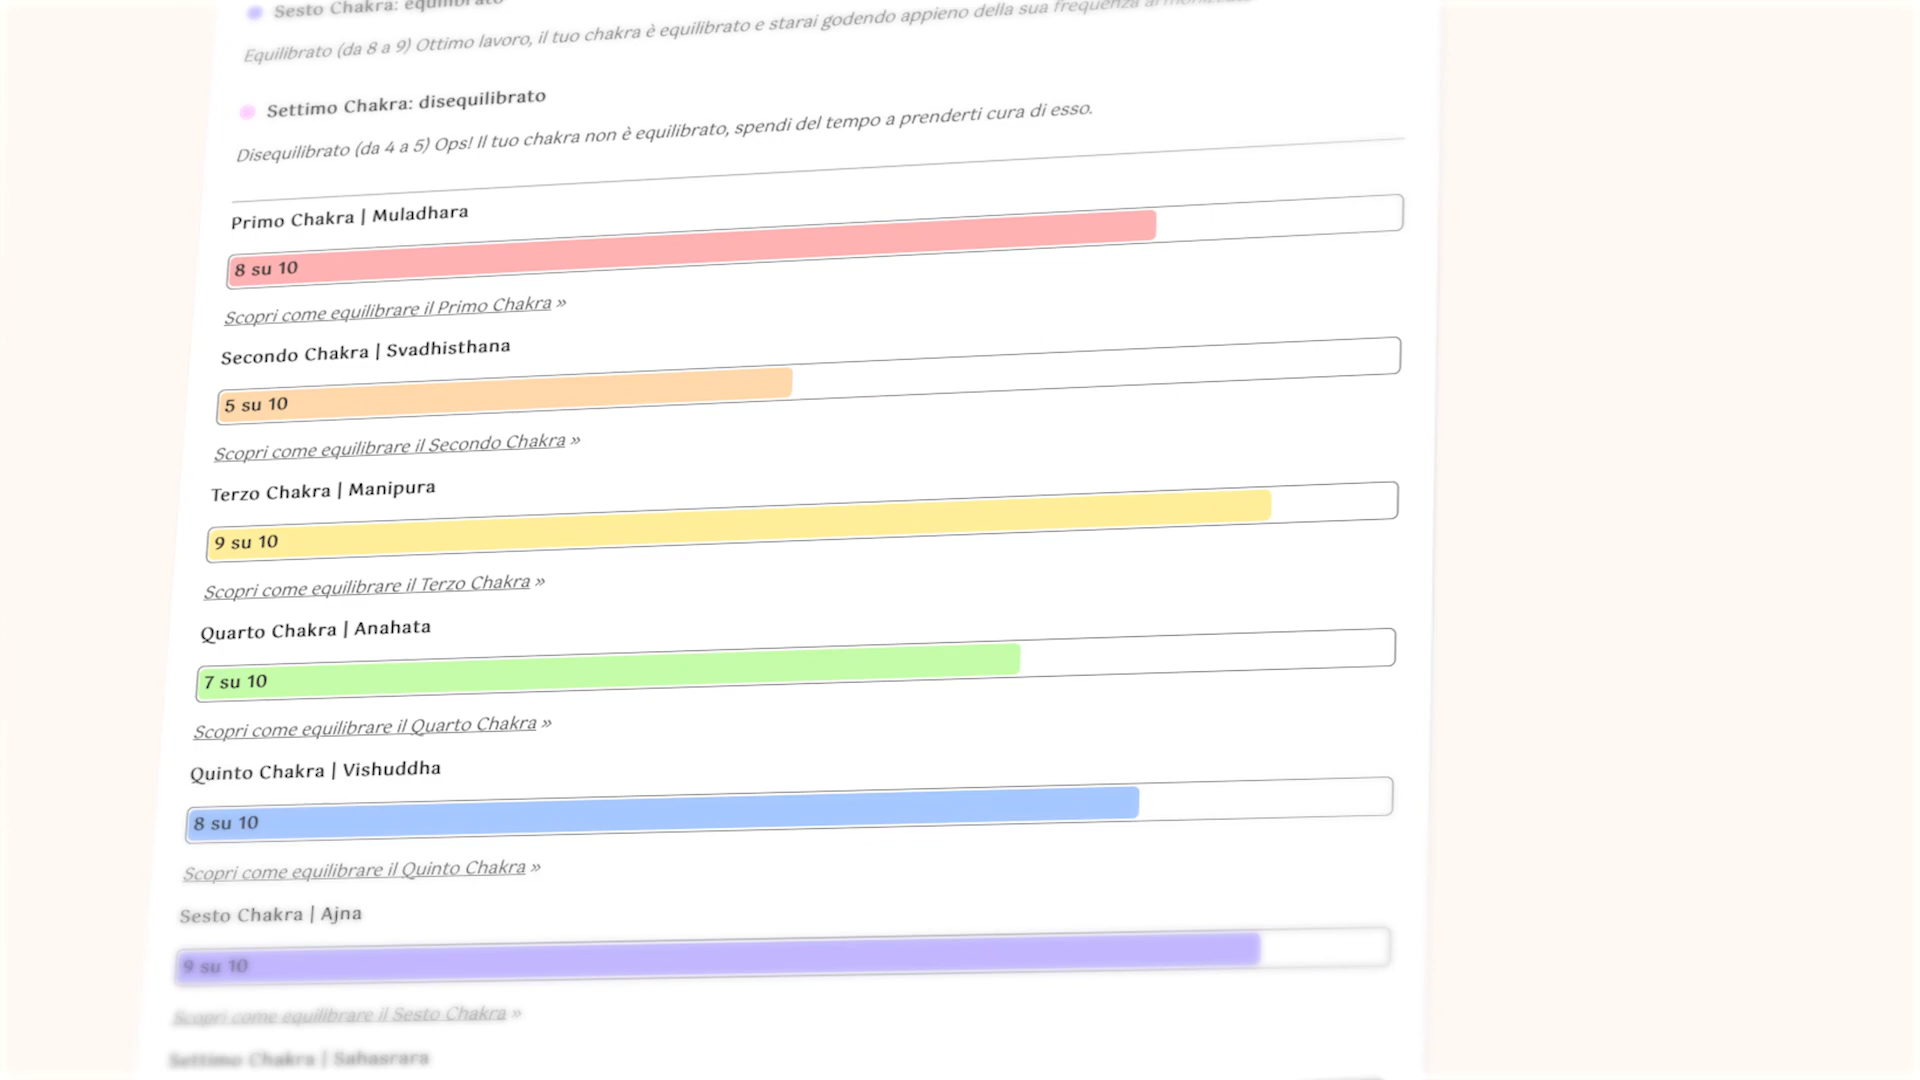 Sesto Chakra: equilibrato
Equilibrato (da 8 a 9) Ottimo lavoro, il tuo chakra è equilibrato e starai godendo appieno della sua frequenza
Settimo Chakra: disequilibrato
Disequilibrato (da 4 a 5) Ops! Il tuo chakra non è equilibrato, spendi del tempo a prenderti cura di esso.
Primo Chakra | Muladhara
8 su 10
Scopri come equilibrare il Primo Chakra »
Secondo Chakra | Svadhisthana
5 su 10
Scopri come equilibrare il Secondo Chakra »
Terzo Chakra | Manipura
9 su 10
Scopri come equilibrare il Terzo Chakra »
Quarto Chakra | Anahata
7 su 10
Scopri come equilibrare il Quarto Chakra »
Quinto Chakra | Vishuddha
8 su 10
Scopri come equilibrare il Quinto Chakra »
Sesto Chakra | Ajna
9 su 10
Scopri come equilibrare il Sesto Chakra »
Settimo Chakra | Sahasrara